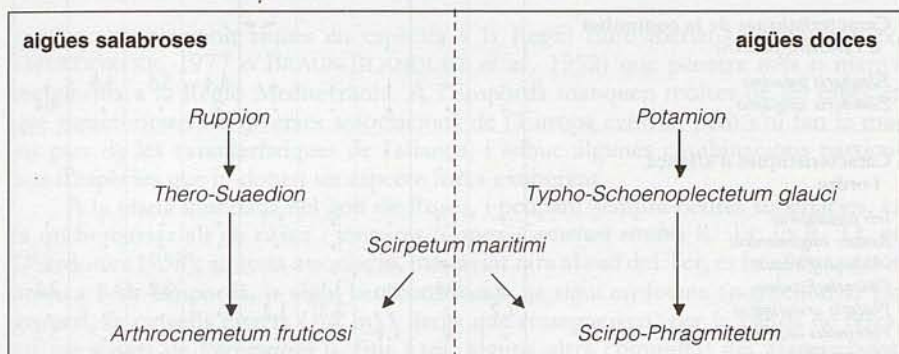 aigües salabroses aigües dolces
Ruppion Potamion
Thero-Suaedion Typho-Schoenoplectetum glauci
Scirpetum maritimi
Arthrocnemetum fruticosi Scirpo-Phragmitetum